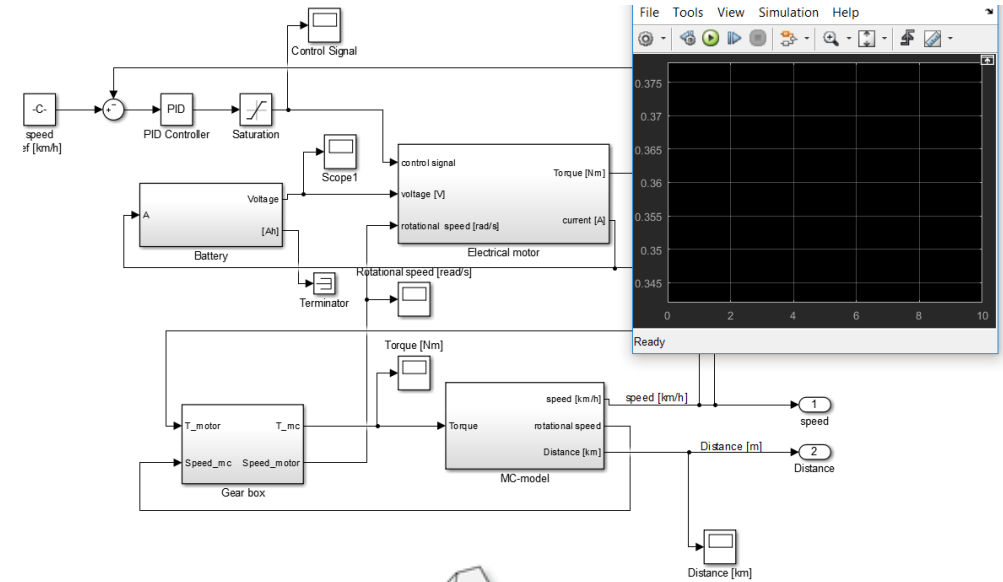 File Tools View Simulation Help
Control Signal
-C-
speed
ef [km/h]
+
-
PID
PID Controller
Saturation
Scope1
control signal
voltage [V]
rotational speed [rad/s]
Torque [Nm]
current [A]
Electrical motor
A
Voltage
[Ah]
Battery
Terminator
Rotational speed [read/s]
0.375
0.37
0.365
0.36
0.355
0.35
0.345
0 2 4 6 8 10
Ready
Torque [Nm]
T_motor
T_mc
Speed_mc
Speed_motor
Gear box
Torque
speed [km/h]
rotational speed
Distance [km]
MC-model
speed [km/h]
1
speed
Distance [m]
2
Distance
Distance [km]